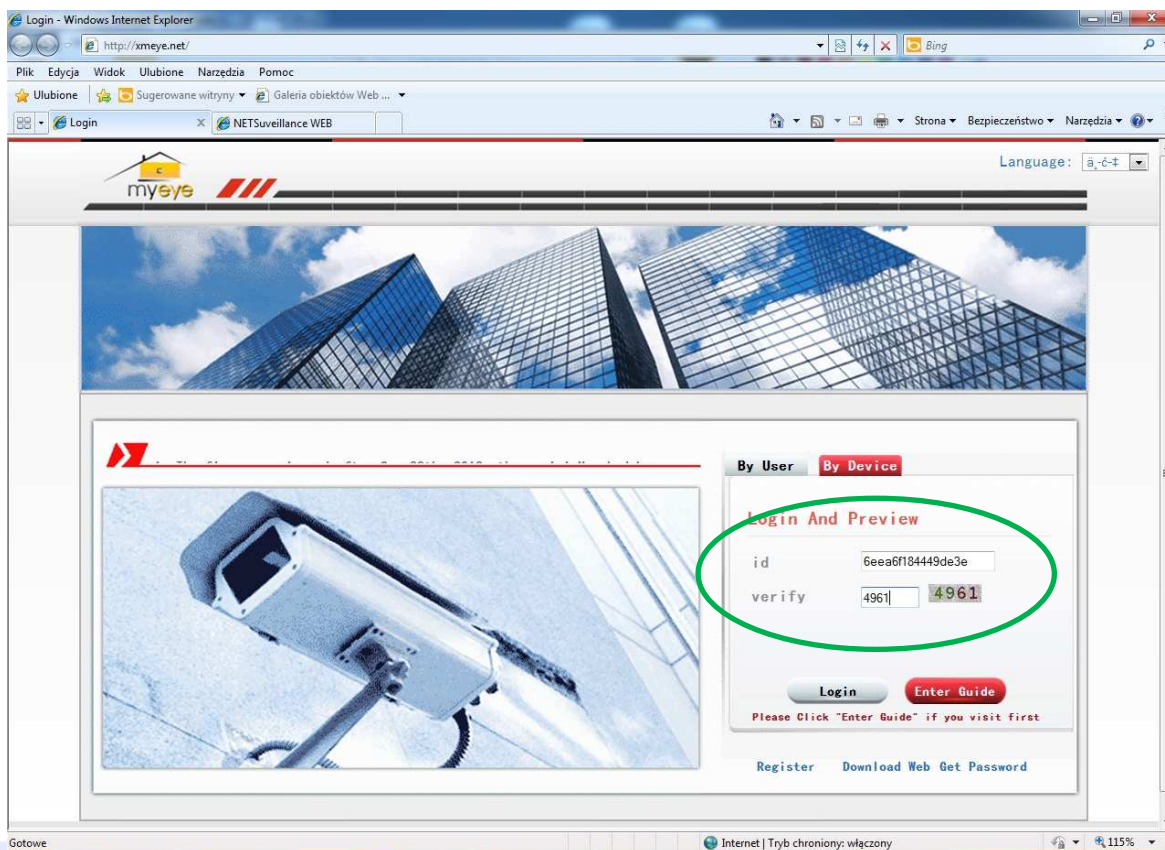 Login - Windows Internet Explorer
http://xmeye.net/
Bing
Plik Edycja Widok Ulubione Narzędzia Pomoc
Ulubione Sugerowane witryny Galeria obiektów Web ...
Login X NETSuveillance WEB Strona Bezpieczeństwo Narzędzia
Language: ä¸-ć-‡
myeye
By User By Device
Login And Preview
id 6eea6f184449de3e
verify 4961 4961
Login Enter Guide
Please Click "Enter Guide" if you visit first
Register Download Web Get Password
Gotowe Internet | Tryb chroniony: włączony 115%